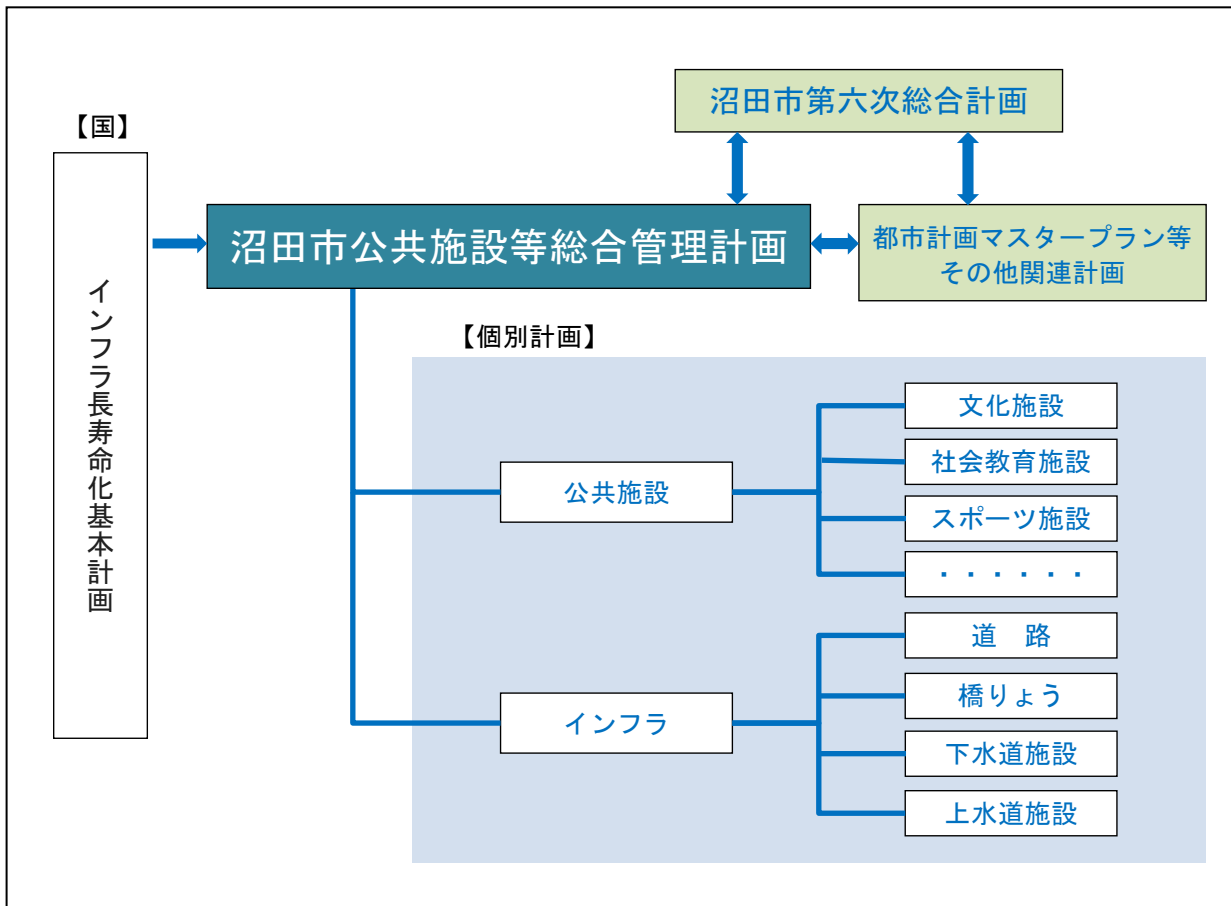 沼田市第六次総合計画
【国】
インフラ長寿命化基本計画
沼田市公共施設等総合管理計画
都市計画マスタープラン等
その他関連計画
【個別計画】
公共施設
文化施設
社会教育施設
スポーツ施設
・・・・・・
インフラ
道　路
橋りょう
下水道施設
上水道施設